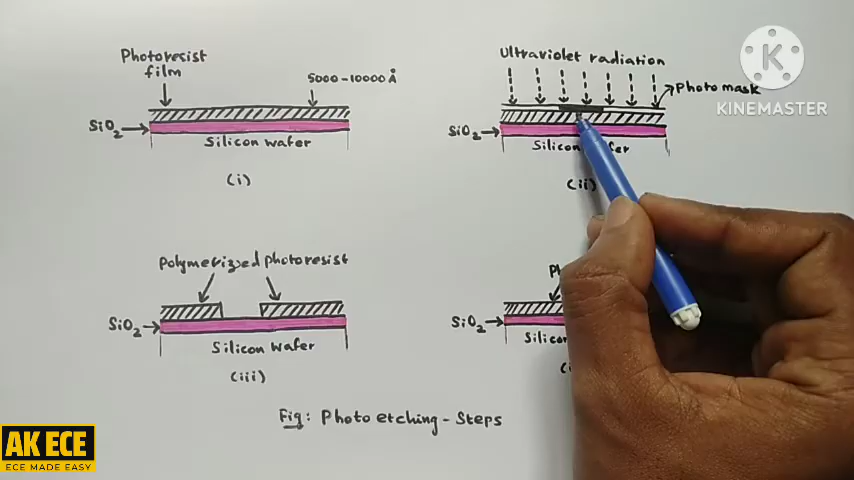 Photoresist
film
5000-10000Å
SiO2
Silicon wafer
(i)
Ultraviolet radiation
Photo mask
SiO2
(ii)
KINEMASTER
Polymerized photoresist
SiO2
Silicon wafer
(iii)
SiO2
Fig: Photo etching - Steps
AK ECE
ECE MADE EASY